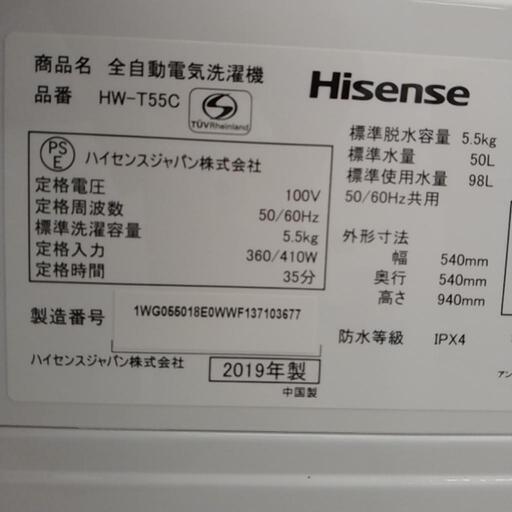 商品名 全自動電気洗濯機
品番 HW-T55C
TÜVRheinland
Hisense
PS
E
ハイセンスジャパン株式会社
定格電圧 100V
定格周波数 50/60Hz
標準洗濯容量 5.5kg
定格入力 360/410W
定格時間 35分
標準脱水容量 5.5kg
標準水量 50L
標準使用水量 98L
50/60Hz共用
外形寸法
幅 540mm
奥行 540mm
高さ 940mm
製造番号 1WG055018E0WWF137103677
防水等級 IPX4
ハイセンスジャパン株式会社 2019年製
中国製
アン